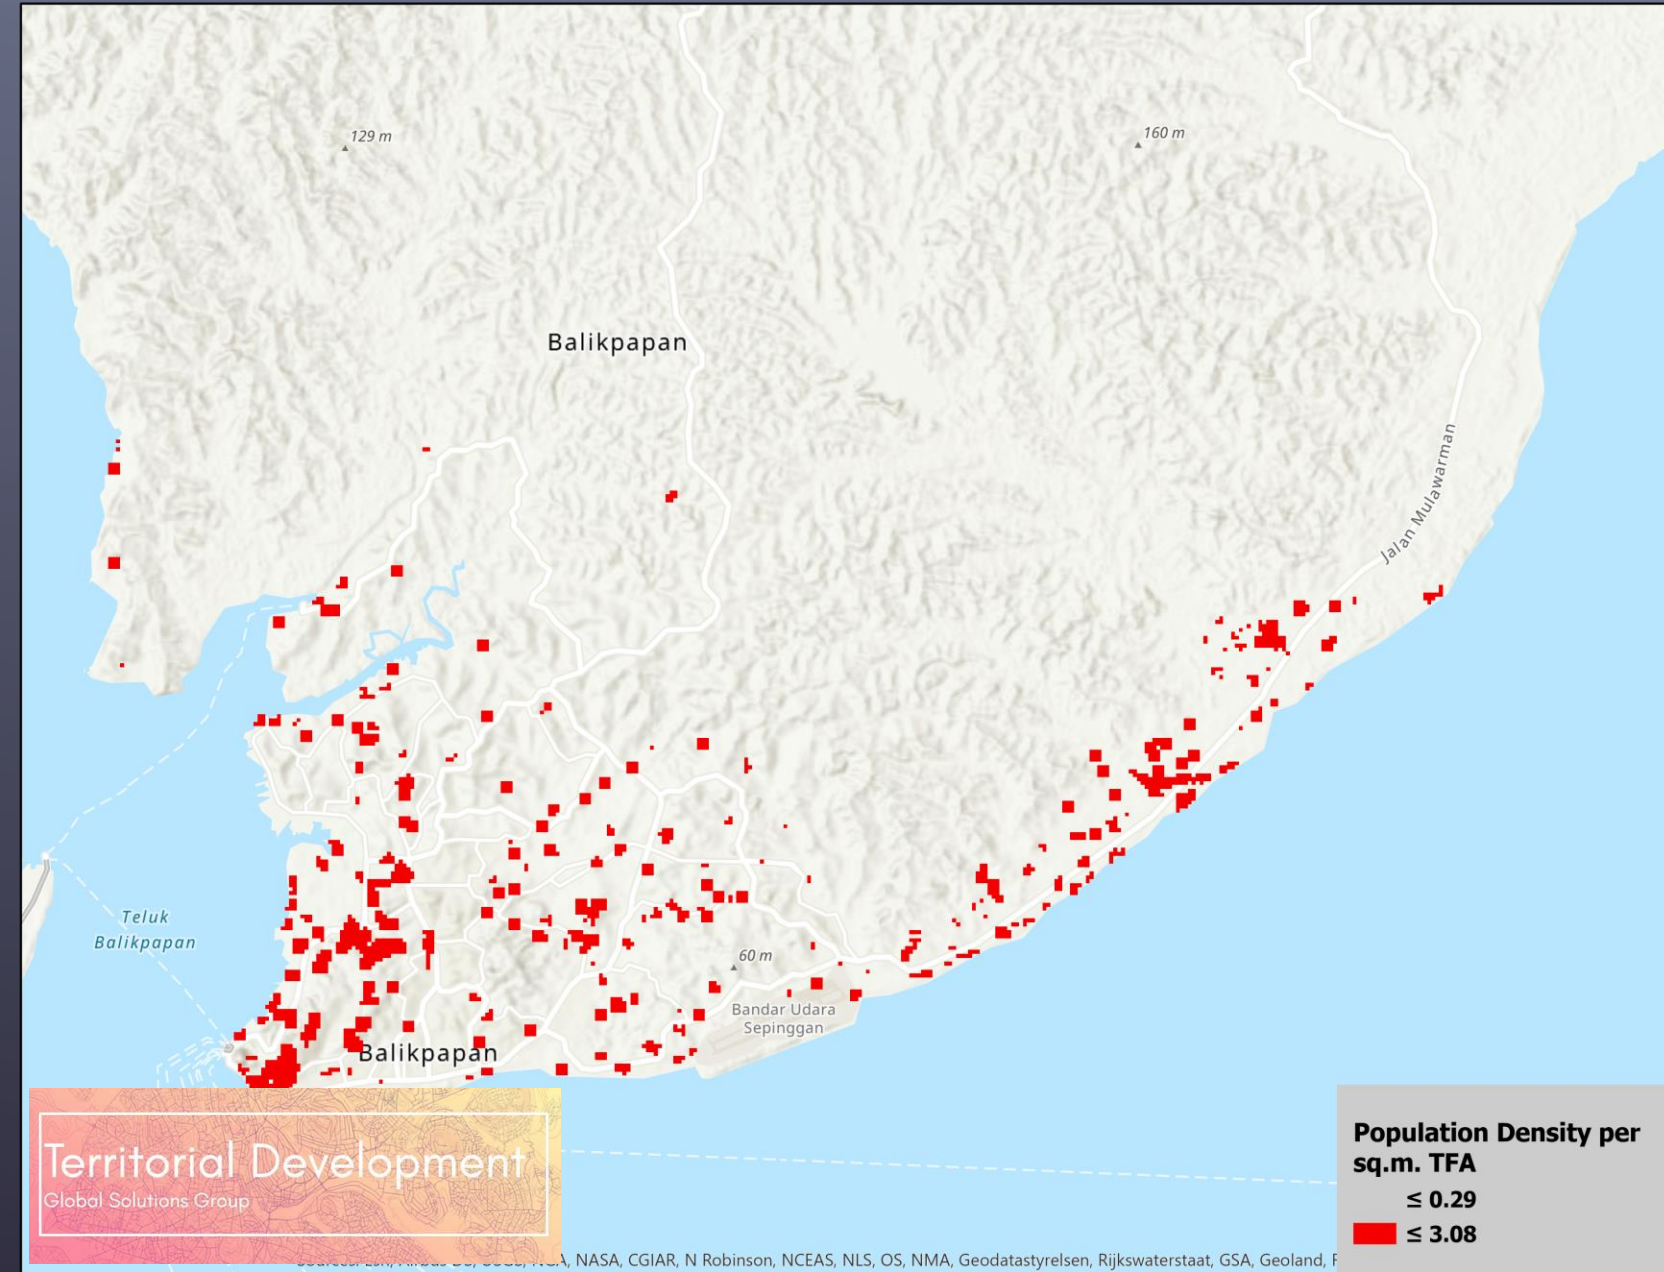 129 m
160 m
Balikpapan
Jalan Mulawarman
Teluk
Balikpapan
60 m
Bandar Udara
Sepinggan
Balikpapan
Territorial Development
Global Solutions Group
Population Density per
sq.m. TFA
≤ 0.29
≤ 3.08
NASA, CGIAR, N Robinson, NCEAS, NLS, OS, NMA, Geodatastyrelsen, Rijkswaterstaat, GSA, Geoland,